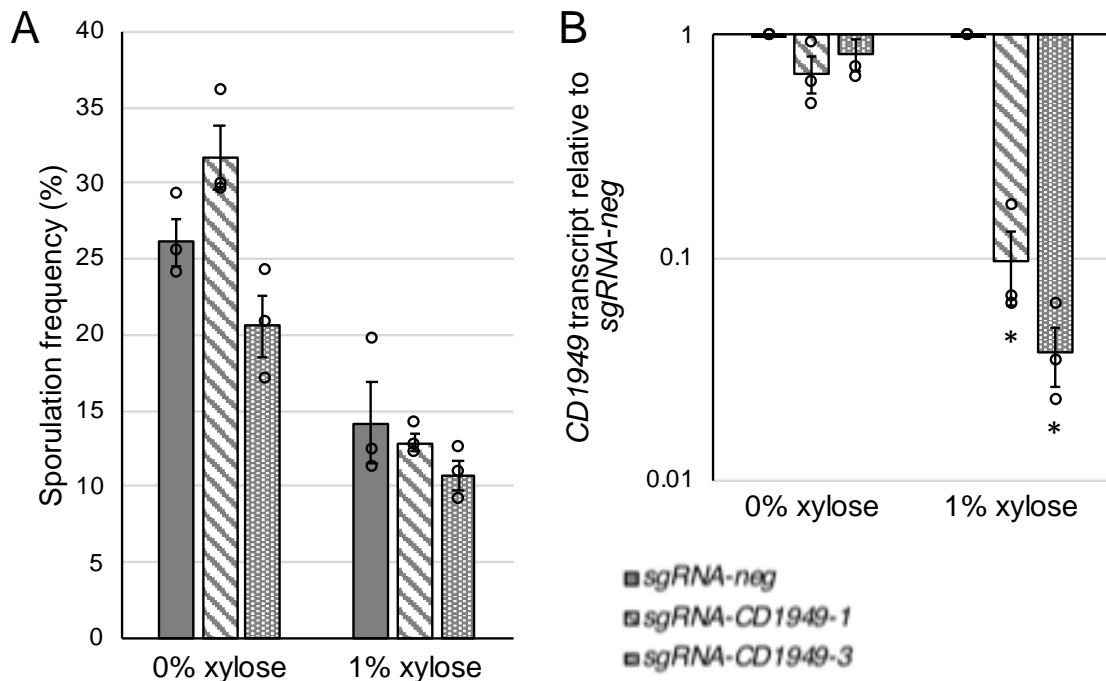 A
Sporulation frequency (%)
40
35
30
25
20
15
10
5
0
0% xylose
1% xylose
B
CD1949 transcript relative to
sgRNA-neg
1
0.1
0.01
*
*
0% xylose
1% xylose
sgRNA-neg
sgRNA-CD1949-1
sgRNA-CD1949-3